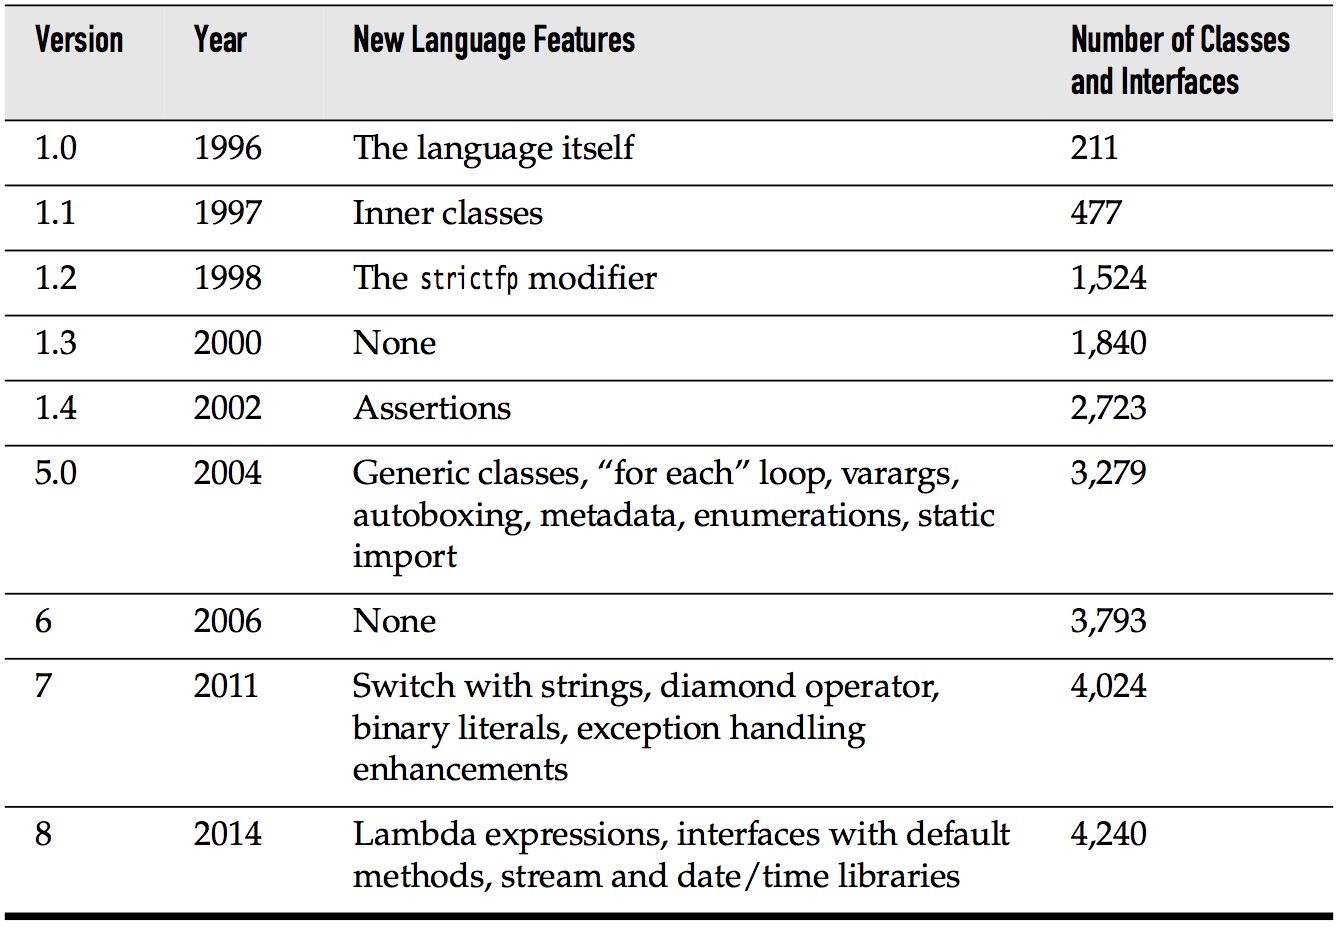 Version Year New Language Features Number of Classes
and Interfaces
1.0 1996 The language itself 211
1.1 1997 Inner classes 477
1.2 1998 The strictfp modifier 1,524
1.3 2000 None 1,840
1.4 2002 Assertions 2,723
5.0 2004 Generic classes, “for each” loop, varargs, 3,279
autoboxing, metadata, enumerations, static
import
6 2006 None 3,793
7 2011 Switch with strings, diamond operator, 4,024
binary literals, exception handling
enhancements
8 2014 Lambda expressions, interfaces with default 4,240
methods, stream and date/time libraries